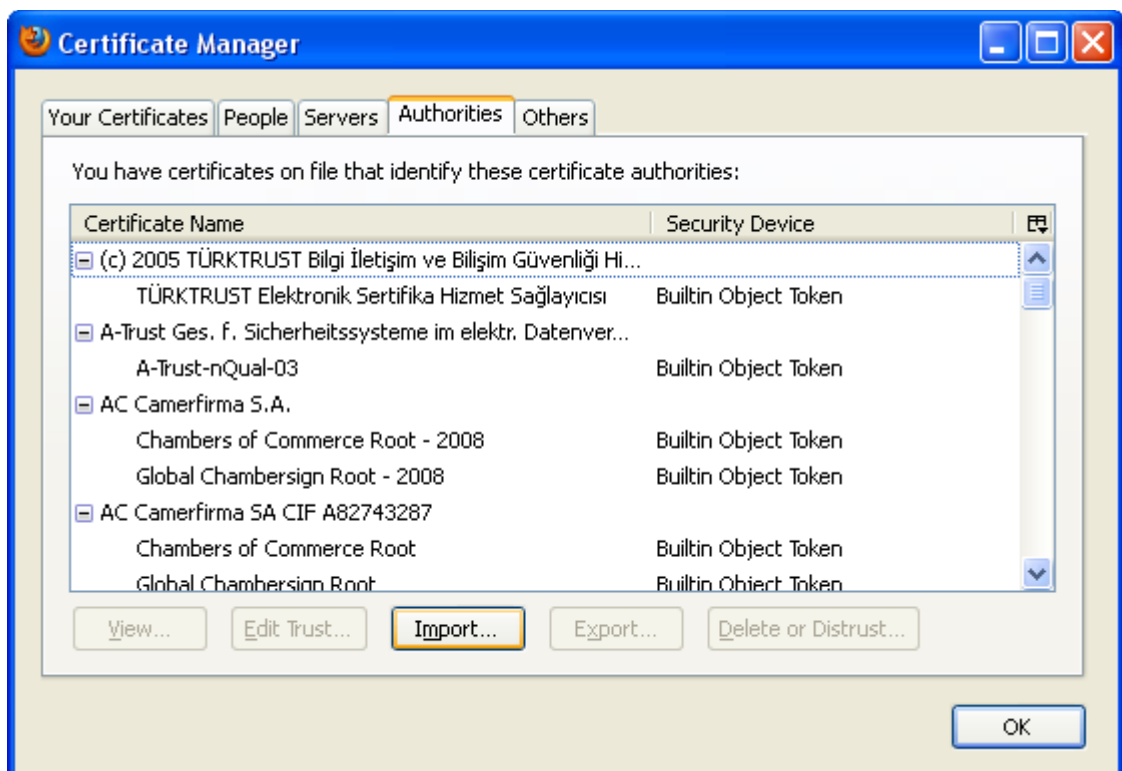 Certificate Manager
Your Certificates People Servers Authorities Others
You have certificates on file that identify these certificate authorities:
Certificate Name Security Device
(c) 2005 TÜRKTRUST Bilgi İletişim ve Bilişim Güvenliği Hi...
TÜRKTRUST Elektronik Sertifika Hizmet Sağlayıcısı Builtin Object Token
A-Trust Ges. f. Sicherheitssysteme im elektr. Datenver...
A-Trust-nQual-03 Builtin Object Token
AC Camerfirma S.A.
Chambers of Commerce Root - 2008 Builtin Object Token
Global Chambersign Root - 2008 Builtin Object Token
AC Camerfirma SA CIF A82743287
Chambers of Commerce Root Builtin Object Token
Global Chambersign Root Builtin Object Token
View... Edit Trust... Import... Export... Delete or Distrust...
OK